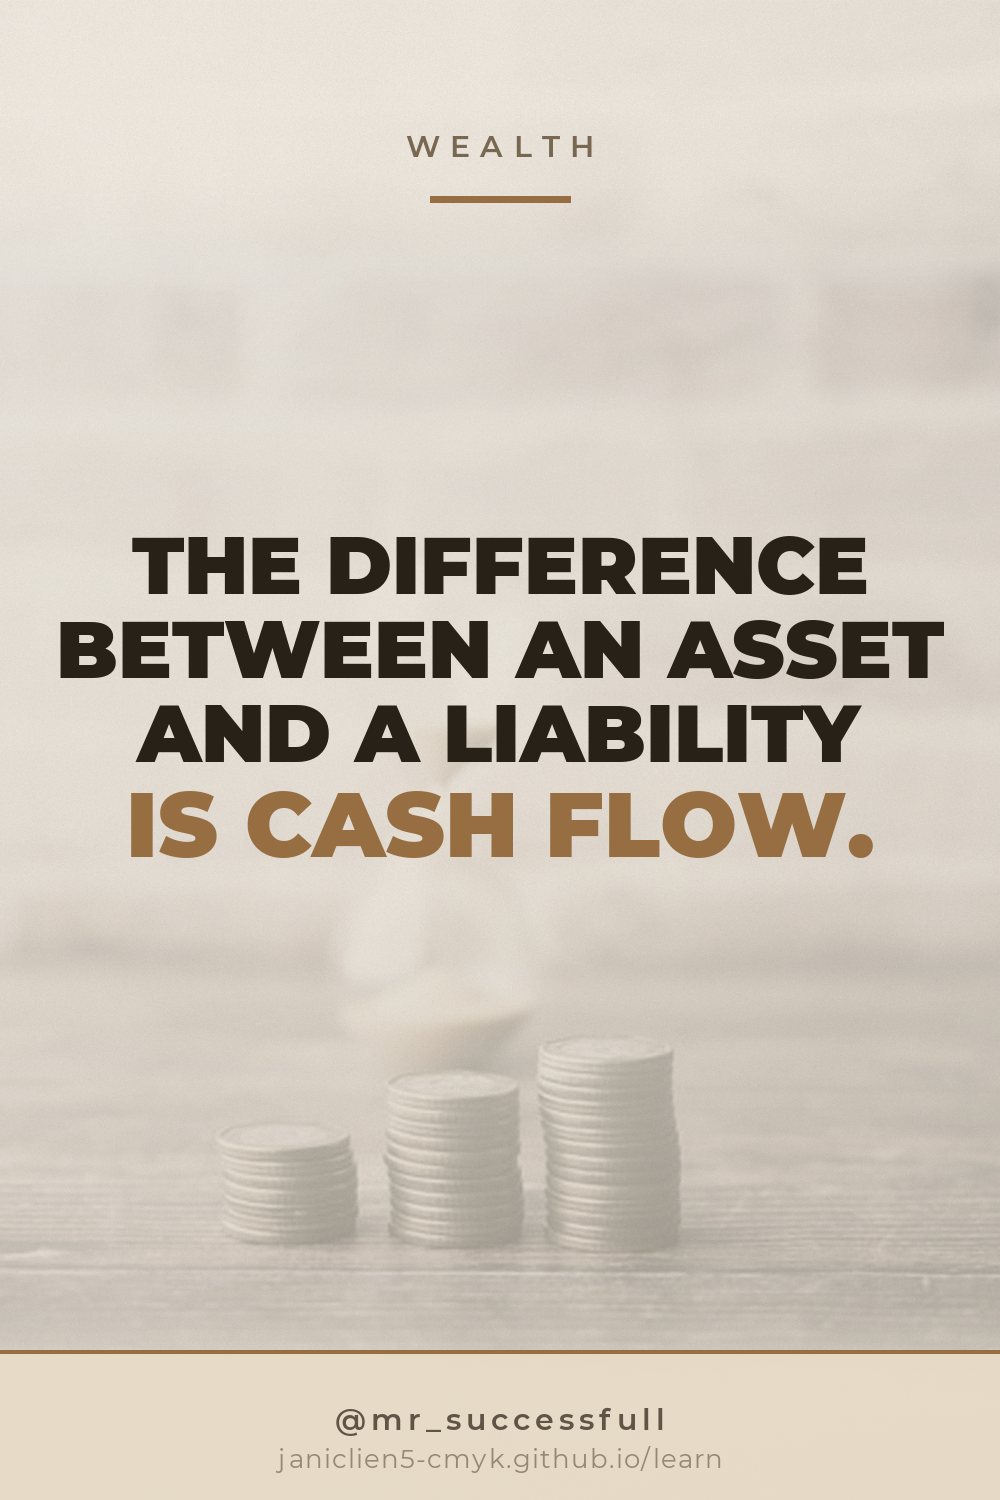 WEALTH
THE DIFFERENCE
BETWEEN AN ASSET
AND A LIABILITY
IS CASH FLOW.
@mr_successfull
janiclien5-cmyk.github.io/learn